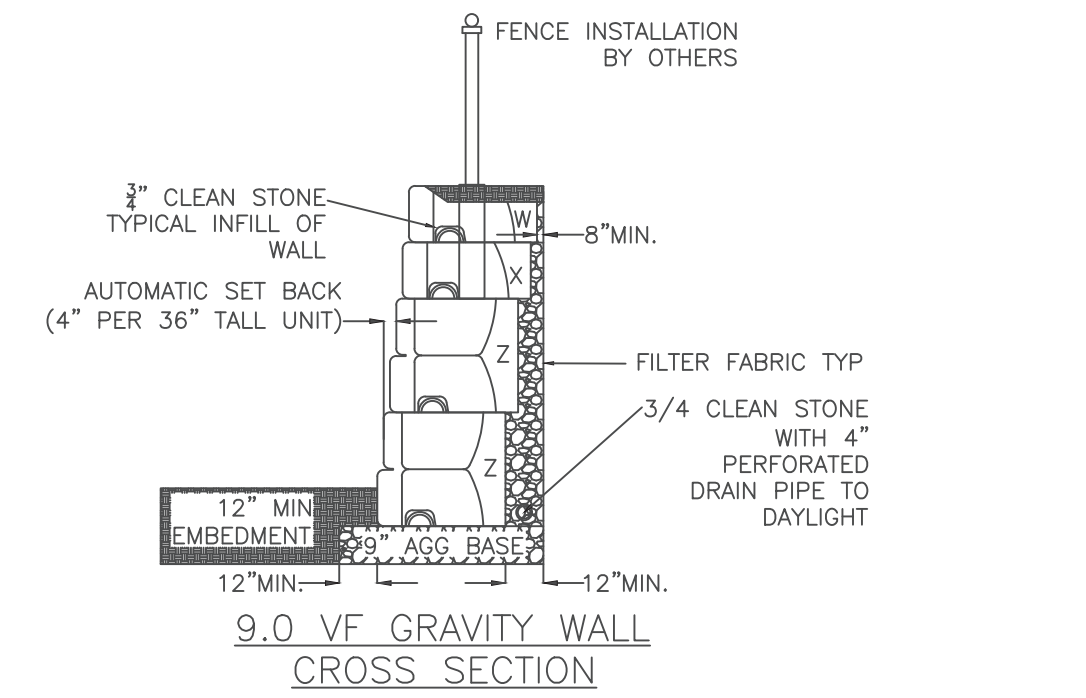 FENCE INSTALLATION
BY OTHERS
3/4" CLEAN STONE
TYPICAL INFILL OF
WALL
W
8"MIN.
X
AUTOMATIC SET BACK
(4" PER 36" TALL UNIT)
Z
FILTER FABRIC TYP
3/4 CLEAN STONE
WITH 4"
PERFORATED
DRAIN PIPE TO
DAYLIGHT
Z
12" MIN
EMBEDMENT
9" AGG BASE
12"MIN.
12"MIN.
9.0 VF GRAVITY WALL
CROSS SECTION